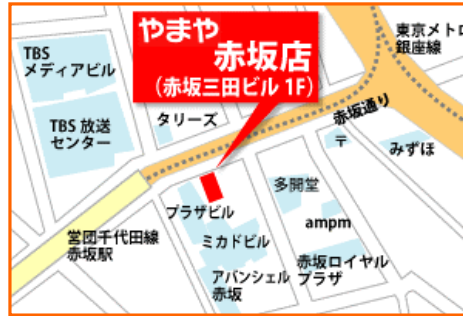 やまや
赤坂店
（赤坂三田ビル 1F）
東京メトロ
銀座線
TBS
メディアビル
TBS 放送
センター
タリーズ
赤坂通り
〒
みずほ
多開堂
プラザビル
ampm
営団千代田線
赤坂駅
ミカドビル
赤坂ロイヤル
プラザ
アバンシェル
赤坂